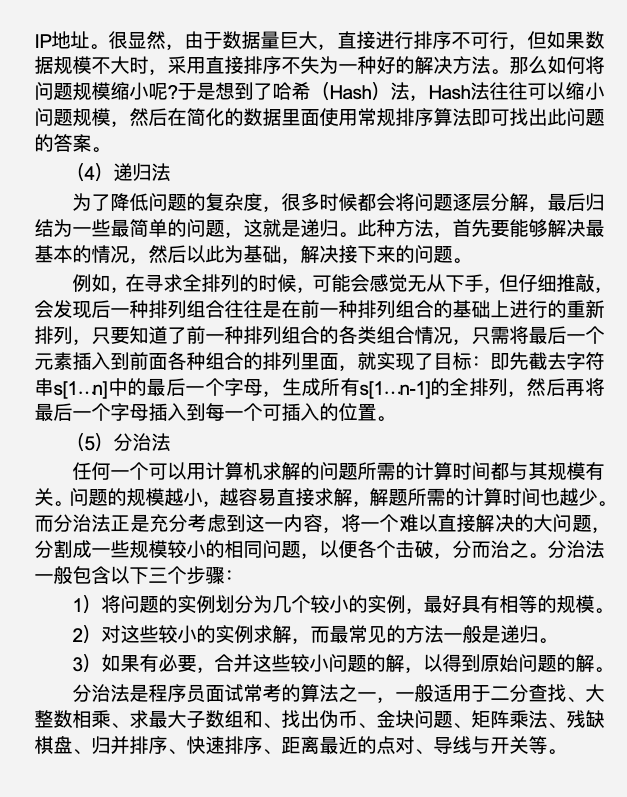 IP地址。很显然，由于数据量巨大，直接进行排序不可行，但如果数
据规模不大时，采用直接排序不失为一种好的解决方法。那么如何将
问题规模缩小呢?于是想到了哈希（Hash）法，Hash法往往可以缩小
问题规模，然后在简化的数据里面使用常规排序算法即可找出此问题
的答案。
（4）递归法
为了降低问题的复杂度，很多时候都会将问题逐层分解，最后归
结为一些最简单的问题，这就是递归。此种方法，首先要能够解决最
基本的情况，然后以此为基础，解决接下来的问题。
例如，在寻求全排列的时候，可能会感觉无从下手，但仔细推敲，
会发现后一种排列组合往往是在前一种排列组合的基础上进行的重新
排列，只要知道了前一种排列组合的各类组合情况，只需将最后一个
元素插入到前面各种组合的排列里面，就实现了目标：即先截去字符
串s[1…n]中的最后一个字母，生成所有s[1…n-1]的全排列，然后再将
最后一个字母插入到每一个可插入的位置。
（5）分治法
任何一个可以用计算机求解的问题所需的计算时间都与其规模有
关。问题的规模越小，越容易直接求解，解题所需的计算时间也越少。
而分治法正是充分考虑到这一内容，将一个难以直接解决的大问题，
分割成一些规模较小的相同问题，以便各个击破，分而治之。分治法
一般包含以下三个步骤：
1）将问题的实例划分为几个较小的实例，最好具有相等的规模。
2）对这些较小的实例求解，而最常见的方法一般是递归。
3）如果有必要，合并这些较小问题的解，以得到原始问题的解。
分治法是程序员面试常考的算法之一，一般适用于二分查找、大
整数相乘、求最大子数组和、找出伪币、金块问题、矩阵乘法、残缺
棋盘、归并排序、快速排序、距离最近的点对、导线与开关等。